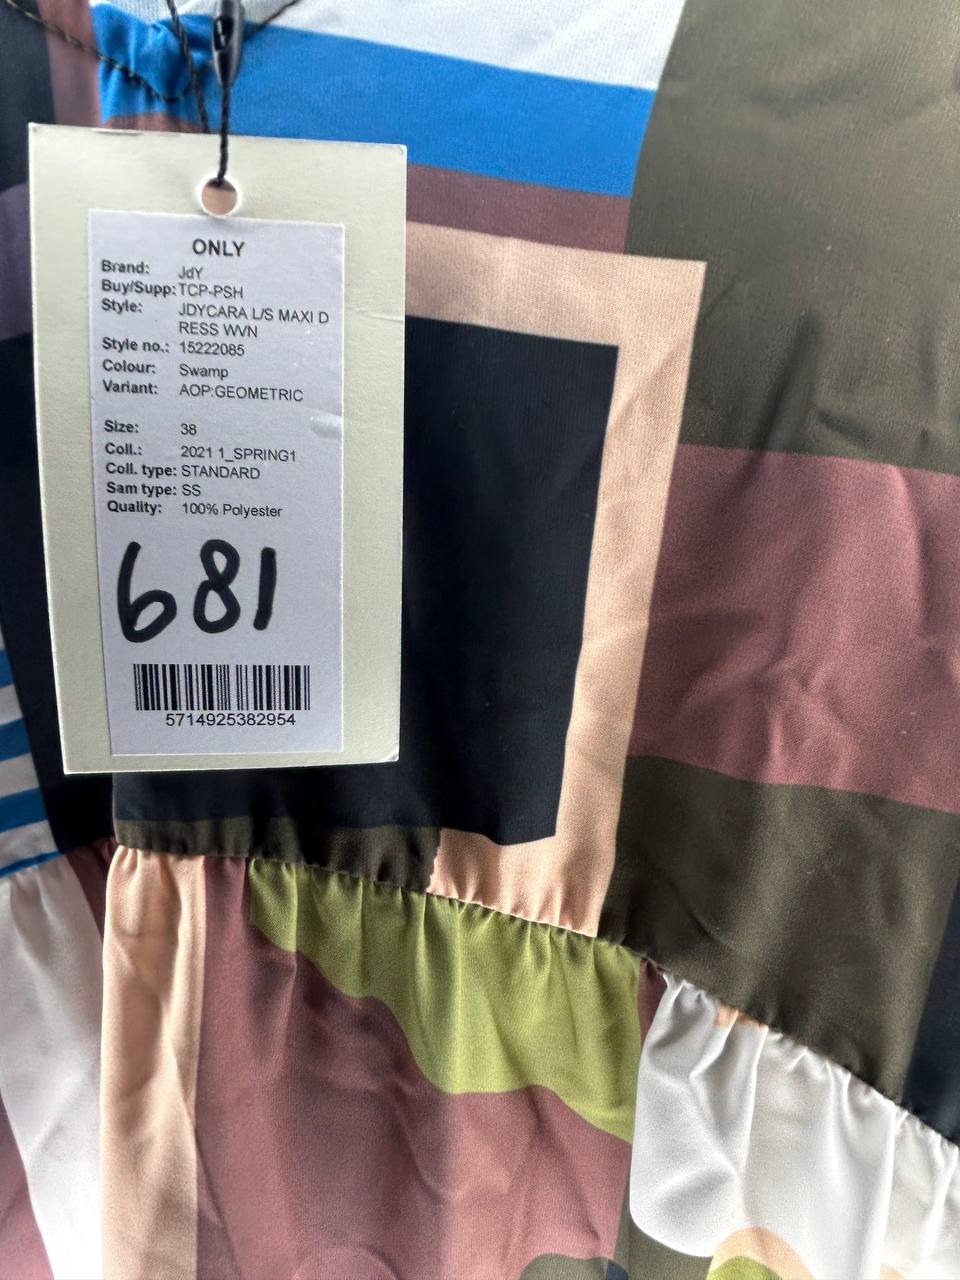 ONLY
Brand: JdY
Buy/Supp: TCP-PSH
Style: JDYCARA L/S MAXI D
RESS WVN
Style no.: 15222085
Colour: Swamp
Variant: AOP:GEOMETRIC
Size: 38
Coll.: 2021 1_SPRING1
Coll. type: STANDARD
Sam type: SS
Quality: 100% Polyester
681
5714925382954